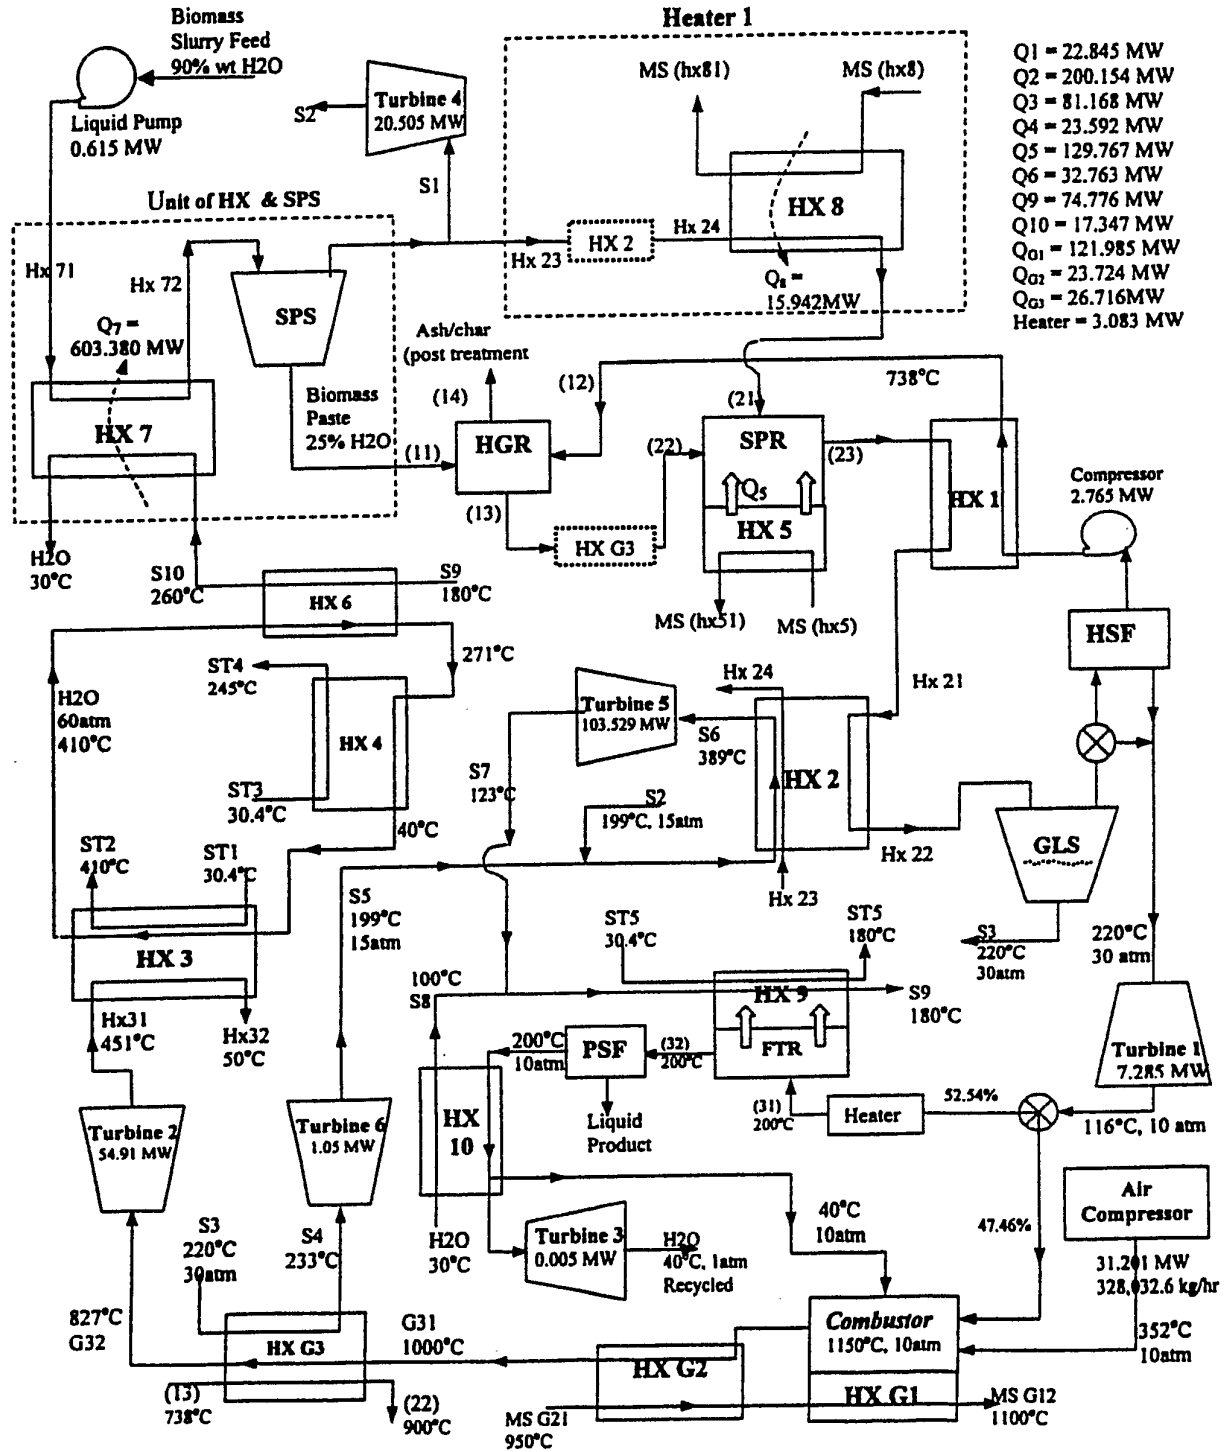 Biomass
Slurry Feed
90% wt H2O
Heater 1
MS (hx81)
MS (hx8)
Q1 = 22.845 MW
Q2 = 200.154 MW
Q3 = 81.168 MW
Q4 = 23.592 MW
Q5 = 129.767 MW
Q6 = 32.763 MW
Q9 = 74.776 MW
Q10 = 17.347 MW
QG1 = 121.985 MW
QG2 = 23.724 MW
QG3 = 26.716MW
Heater = 3.083 MW
Liquid Pump
0.615 MW
S2
Turbine 4
20.505 MW
S1
Unit of HX & SPS
HX 8
Hx 24
HX 2
Hx 23
Q8 =
15.942MW
Hx 71
Hx 72
SPS
Q7 =
603.380 MW
HX 7
Biomass
Paste
25% H2O
Ash/char
(post treatment
(14)
(12)
738°C
(21)
HGR
(11)
(13)
SPR
(22)
(23)
Q5
HX 5
HX G3
HX 1
Compressor
2.765 MW
H2O
30°C
S10
260°C
S9
180°C
HX 6
MS (hx51)
MS (hx5)
HSF
271°C
ST4
245°C
H2O
60atm
410°C
HX 4
ST3
30.4°C
40°C
Turbine 5
103.529 MW
Hx 24
Hx 21
S6
389°C
HX 2
S7
123°C
S2
199°C, 15atm
Hx 22
GLS
Hx 23
ST2
410°C
ST1
30.4°C
S5
199°C
15atm
HX 3
ST5
30.4°C
ST5
180°C
S3
220°C
30atm
220°C
30 atm
100°C
S8
HX 9
S9
180°C
Hx31
451°C
Hx32
50°C
200°C
10atm
PSF
(32)
200°C
FTR
Turbine 1
7.285 MW
Liquid
Product
(31)
200°C
Heater
52.54%
116°C, 10 atm
Turbine 2
54.91 MW
Turbine 6
1.05 MW
HX
10
Air
Compressor
S3
220°C
30atm
S4
233°C
H2O
30°C
Turbine 3
0.005 MW
H2O
40°C, 1atm
Recycled
40°C
10atm
47.46%
31.201 MW
328,032.6 kg/hr
352°C
10atm
827°C
G32
G31
1000°C
HX G3
HX G2
Combustor
1150°C, 10atm
HX G1
(13)
738°C
(22)
900°C
MS G21
950°C
MS G12
1100°C